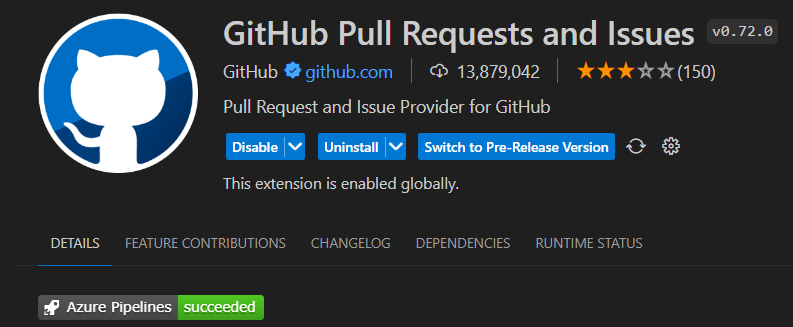 GitHub Pull Requests and Issues v0.72.0
GitHub github.com 13,879,042 (150)
Pull Request and Issue Provider for GitHub
Disable Uninstall Switch to Pre-Release Version
This extension is enabled globally.
DETAILS FEATURE CONTRIBUTIONS CHANGELOG DEPENDENCIES RUNTIME STATUS
Azure Pipelines succeeded